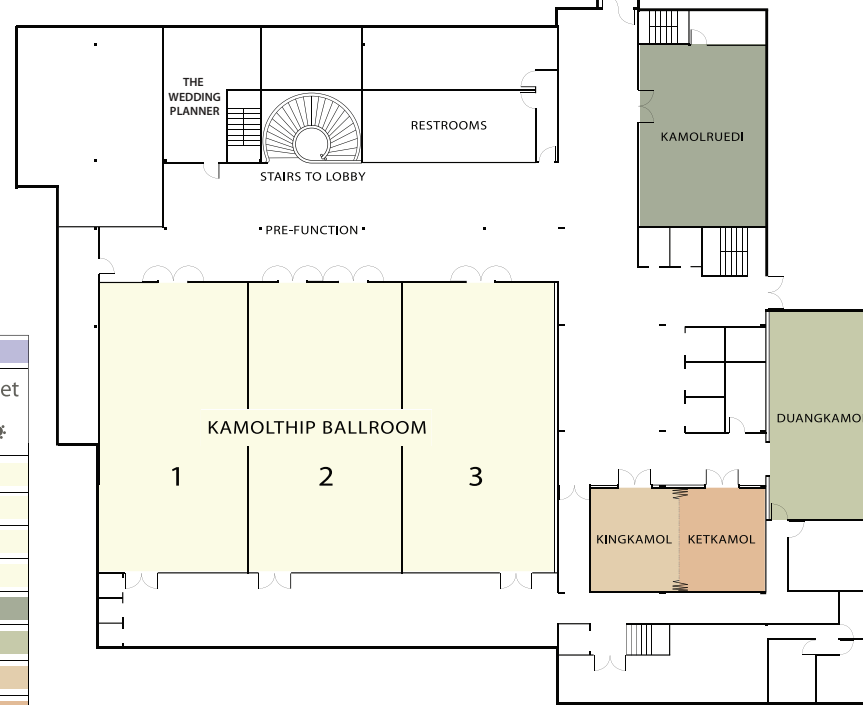 THE
WEDDING
PLANNER
RESTROOMS
KAMOLRUEDI
STAIRS TO LOBBY
PRE-FUNCTION
et
KAMOLTHIP BALLROOM
1
2
3
DUANGKAMO
KINGKAMOL
KETKAMOL